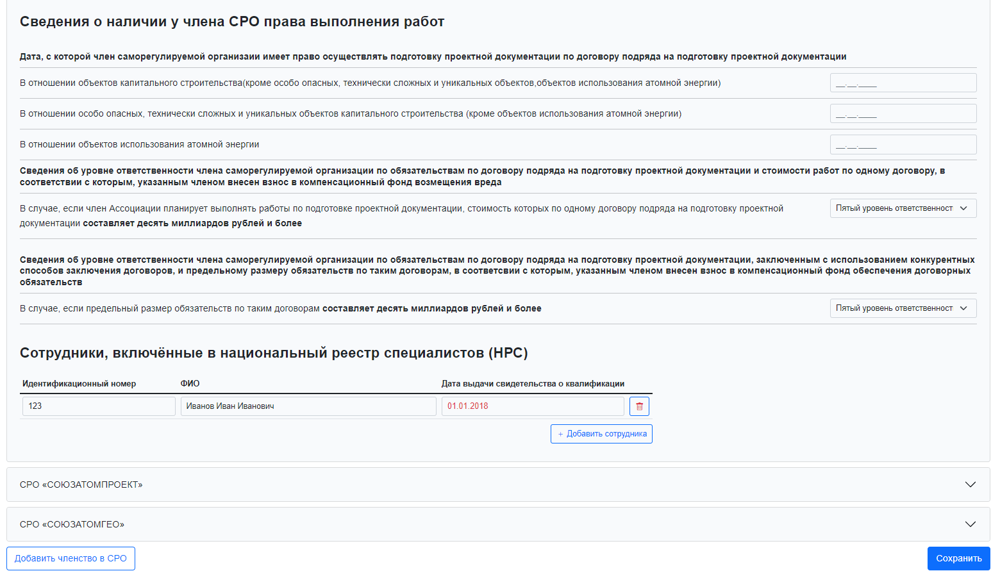 Сведения о наличии у члена СРО права выполнения работ
Дата, с которой член саморегулируемой организаии имеет право осуществлять подготовку проектной документации по договору подряда на подготовку проектной документации
В отношении объектов капитального строительства(кроме особо опасных, технически сложных и уникальных объектов,объектов использования атомной энергии)
__.__.____
В отношении особо опасных, технически сложных и уникальных объектов капитального строительства (кроме объектов использования атомной энергии)
__.__.____
В отношении объектов использования атомной энергии
__.__.____
Сведения об уровне ответственности члена саморегулируемой организации по обязательствам по договору подряда на подготовку проектной документации и стоимости работ по одному договору, в
соответствии с которым, указанным членом внесен взнос в компенсационный фонд возмещения вреда
В случае, если член Ассоциации планирует выполнять работы по подготовке проектной документации, стоимость которых по одному договору подряда на подготовку проектной
документации составляет десять миллиардов рублей и более
Пятый уровень ответственност
Сведения об уровне ответственности члена саморегулируемой организации по обязательствам по договору подряда на подготовку проектной документации, заключенным с использованием конкурентных
способов заключения договоров, и предельному размеру обязательств по таким договорам, в соответсвии с которым, указанным членом внесен взнос в компенсационный фонд обеспечения договорных
обязательств
В случае, если предельный размер обязательств по таким договорам составляет десять миллиардов рублей и более
Пятый уровень ответственност
Сотрудники, включённые в национальный реестр специалистов (НРС)
Идентификационный номер ФИО Дата выдачи свидетельства о квалификации
123 Иванов Иван Иванович 01.01.2018
+ Добавить сотрудника
СРО «СОЮЗАТОМПРОЕКТ»
СРО «СОЮЗАТОМГЕО»
Добавить членство в СРО
Сохранить